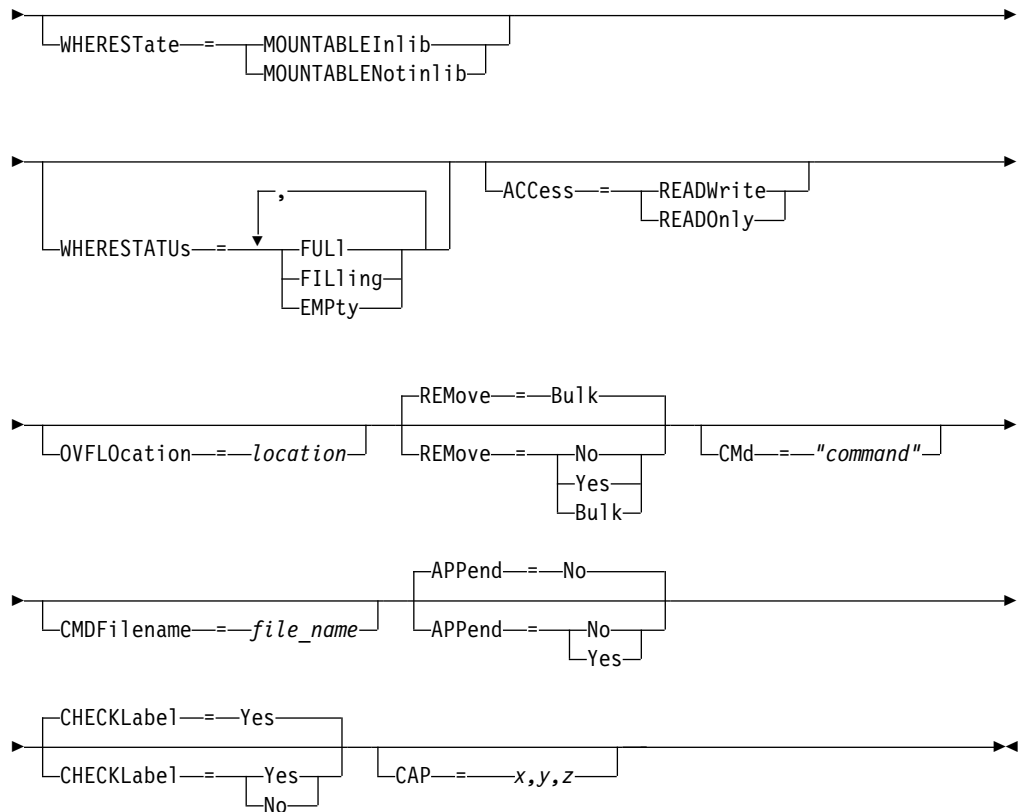 WHERESTate = MOUNTABLEInlib
MOUNTABLENotinlib
ACCess = READWrite
READOnly
,
WHERESTATUs = FULl
FILling
EMPty
REMove = Bulk
OVFLOcation = location
REMove = No
Yes
Bulk
CMd = "command"
APPend = No
CMDFilename = file_name
APPend = No
Yes
CHECKLabel = Yes
CHECKLabel = Yes
No
CAP = x,y,z